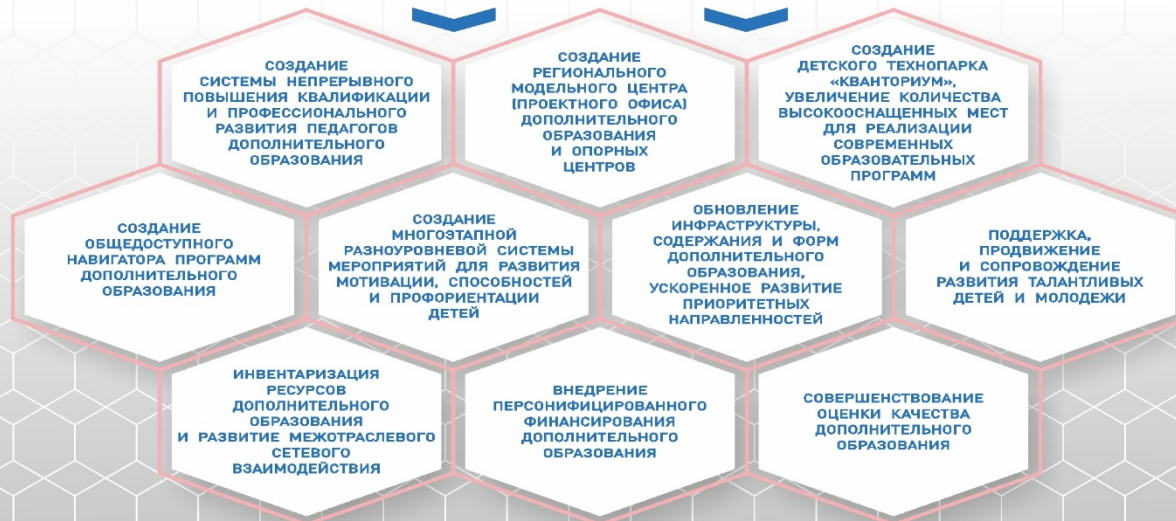 СОЗДАНИЕ
СИСТЕМЫ НЕПРЕРЫВНОГО
ПОВЫШЕНИЯ КВАЛИФИКАЦИИ
И ПРОФЕССИОНАЛЬНОГО
РАЗВИТИЯ ПЕДАГОГОВ
ДОПОЛНИТЕЛЬНОГО
ОБРАЗОВАНИЯ
СОЗДАНИЕ
РЕГИОНАЛЬНОГО
МОДЕЛЬНОГО ЦЕНТРА
(ПРОЕКТНОГО ОФИСА)
ДОПОЛНИТЕЛЬНОГО
ОБРАЗОВАНИЯ
И ОПОРНЫХ
ЦЕНТРОВ
СОЗДАНИЕ
ДЕТСКОГО ТЕХНОПАРКА
«КВАНТОРИУМ»,
УВЕЛИЧЕНИЕ КОЛИЧЕСТВА
ВЫСОКООСНАЩЕННЫХ МЕСТ
ДЛЯ РЕАЛИЗАЦИИ
СОВРЕМЕННЫХ
ОБРАЗОВАТЕЛЬНЫХ
ПРОГРАММ
СОЗДАНИЕ
ОБЩЕДОСТУПНОГО
НАВИГАТОРА ПРОГРАММ
ДОПОЛНИТЕЛЬНОГО
ОБРАЗОВАНИЯ
СОЗДАНИЕ
МНОГОЭТАПНОЙ
РАЗНОУРОВНЕВОЙ СИСТЕМЫ
МЕРОПРИЯТИЙ ДЛЯ РАЗВИТИЯ
МОТИВАЦИИ, СПОСОБНОСТЕЙ
И ПРОФОРИЕНТАЦИИ
ДЕТЕЙ
ОБНОВЛЕНИЕ
ИНФРАСТРУКТУРЫ,
СОДЕРЖАНИЯ И ФОРМ
ДОПОЛНИТЕЛЬНОГО
ОБРАЗОВАНИЯ,
УСКОРЕННОЕ РАЗВИТИЕ
ПРИОРИТЕТНЫХ
НАПРАВЛЕННОСТЕЙ
ПОДДЕРЖКА,
ПРОДВИЖЕНИЕ
И СОПРОВОЖДЕНИЕ
РАЗВИТИЯ ТАЛАНТЛИВЫХ
ДЕТЕЙ И МОЛОДЕЖИ
ИНВЕНТАРИЗАЦИЯ
РЕСУРСОВ
ДОПОЛНИТЕЛЬНОГО
ОБРАЗОВАНИЯ
И РАЗВИТИЕ МЕЖОТРАСЛЕВОГО
СЕТЕВОГО
ВЗАИМОДЕЙСТВИЯ
ВНЕДРЕНИЕ
ПЕРСОНИФИЦИРОВАННОГО
ФИНАНСИРОВАНИЯ
ДОПОЛНИТЕЛЬНОГО
ОБРАЗОВАНИЯ
СОВЕРШЕНСТВОВАНИЕ
ОЦЕНКИ КАЧЕСТВА
ДОПОЛНИТЕЛЬНОГО
ОБРАЗОВАНИЯ